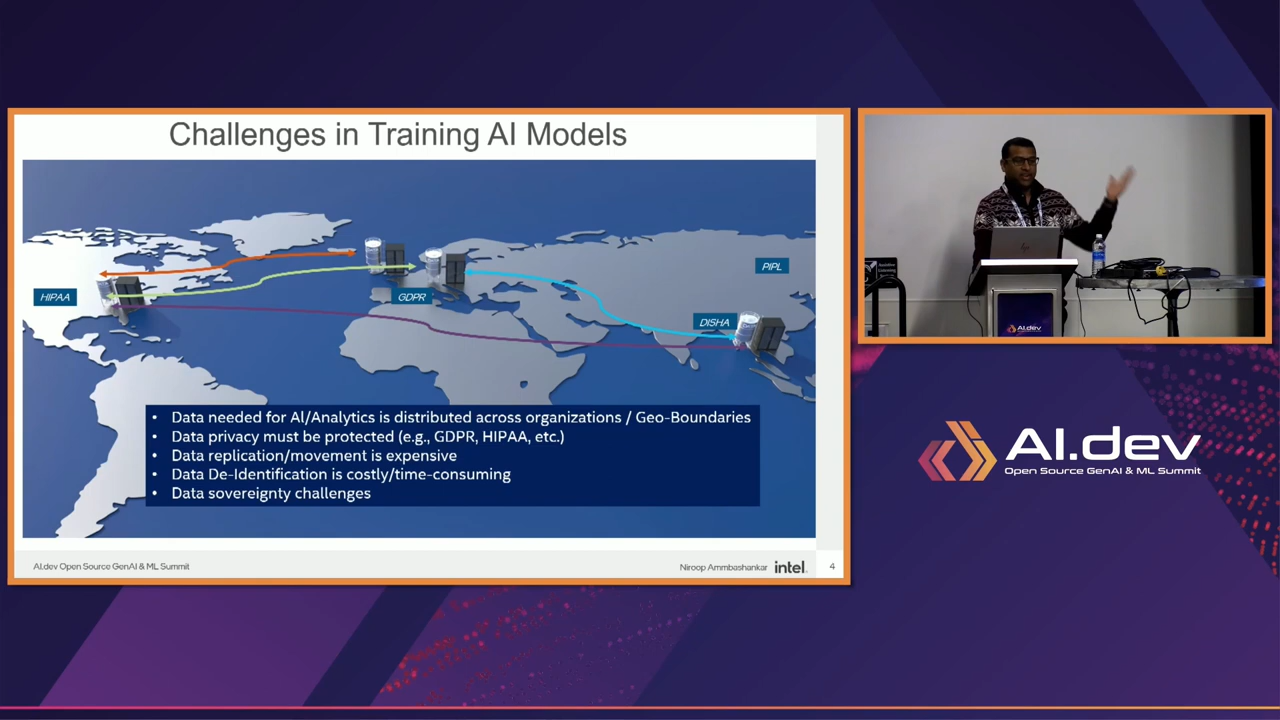 Challenges in Training AI Models
HIPAA
GDPR
PIPL
DISHA
• Data needed for AI/Analytics is distributed across organizations / Geo-Boundaries
• Data privacy must be protected (e.g., GDPR, HIPAA, etc.)
• Data replication/movement is expensive
• Data De-Identification is costly/time-consuming
• Data sovereignty challenges
AI.dev Open Source GenAI & ML Summit
Niroop Ammbashankar
intel.
4
AI.dev
AI.dev
Open Source GenAI & ML Summit